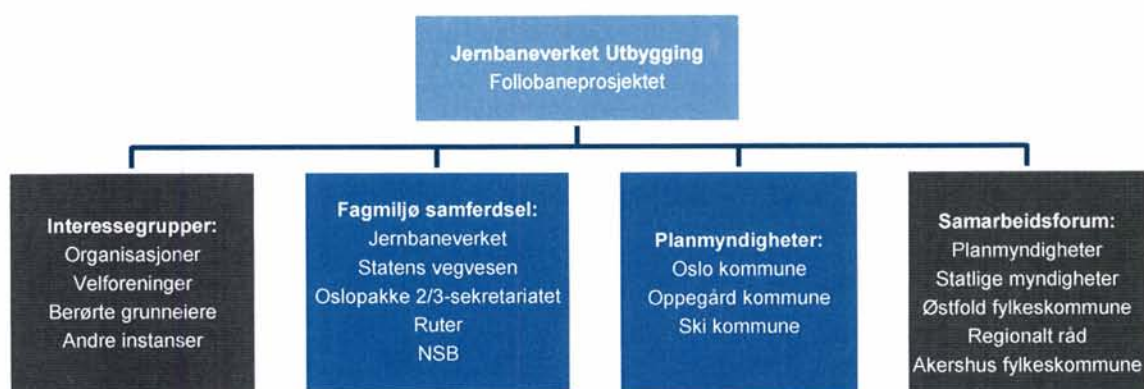 Jernbaneverket Utbygging
Follobaneprosjektet
Interessegrupper:
Organisasjoner
Velforeninger
Berørte grunneiere
Andre instanser
Fagmiljø samferdsel:
Jernbaneverket
Statens vegvesen
Oslopakke 2/3-sekretariatet
Ruter
NSB
Planmyndigheter:
Oslo kommune
Oppegård kommune
Ski kommune
Samarbeidsforum:
Planmyndigheter
Statlige myndigheter
Østfold fylkeskommune
Regionalt råd
Akershus fylkeskommune